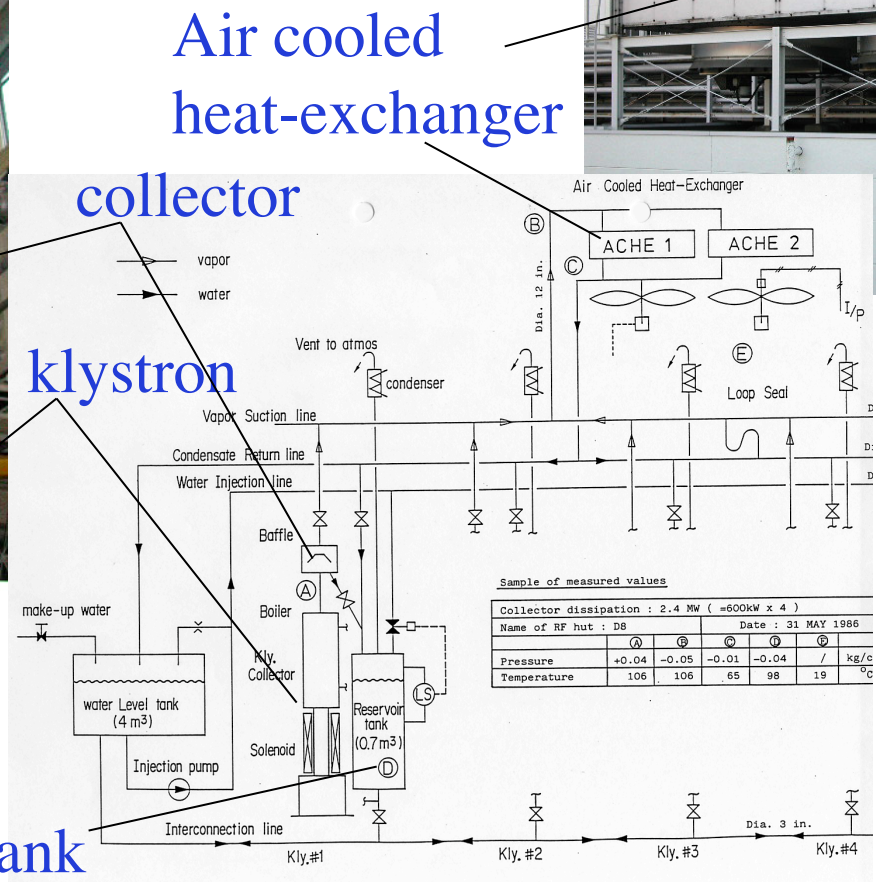 Air cooled
heat-exchanger
collector
klystron
Air Cooled Heat-Exchanger
B
ACHE 1
ACHE 2
C
vapor
water
Dia. 12 in.
I/P
Vent to atmos
condenser
E
Loop Seal
Vapor Suction line
D
Condensate Return line
D
Water Injection line
D
Baffle
A
Boiler
make-up water
Kly.
Collector
water Level tank
(4 m³)
Reservoir
tank
(0.7m³)
LS
Solenoid
D
Injection pump
Interconnection line
Dia. 3 in.
Kly.#1
Kly.#2
Kly.#3
Kly.#4
ank
Sample of measured values
Collector dissipation : 2.4 MW ( =600kW x 4 )
Name of RF hut : D8 Date : 31 MAY 1986
A B C D E
Pressure +0.04 -0.05 -0.01 -0.04 / kg/c
Temperature 106 106 65 98 19 °C